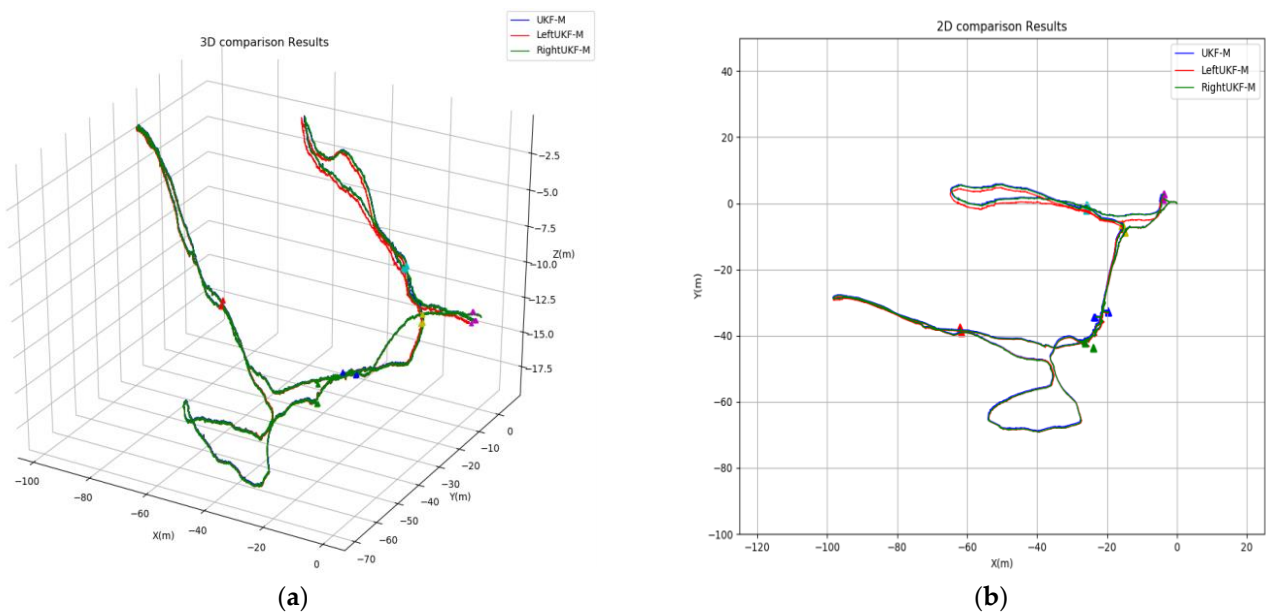 3D comparison Results
UKF-M
LeftUKF-M
RightUKF-M
−2.5
−5.0
−7.5
−10.0
−12.5
−15.0
−17.5
Z(m)
0
−10
−20
−30
−40
−50
−60
−70
Y(m)
−100
−80
−60
−40
−20
0
X(m)
(a)
2D comparison Results
UKF-M
LeftUKF-M
RightUKF-M
40
20
0
−20
−40
−60
−80
−100
Y(m)
−120
−100
−80
−60
−40
−20
0
20
X(m)
(b)